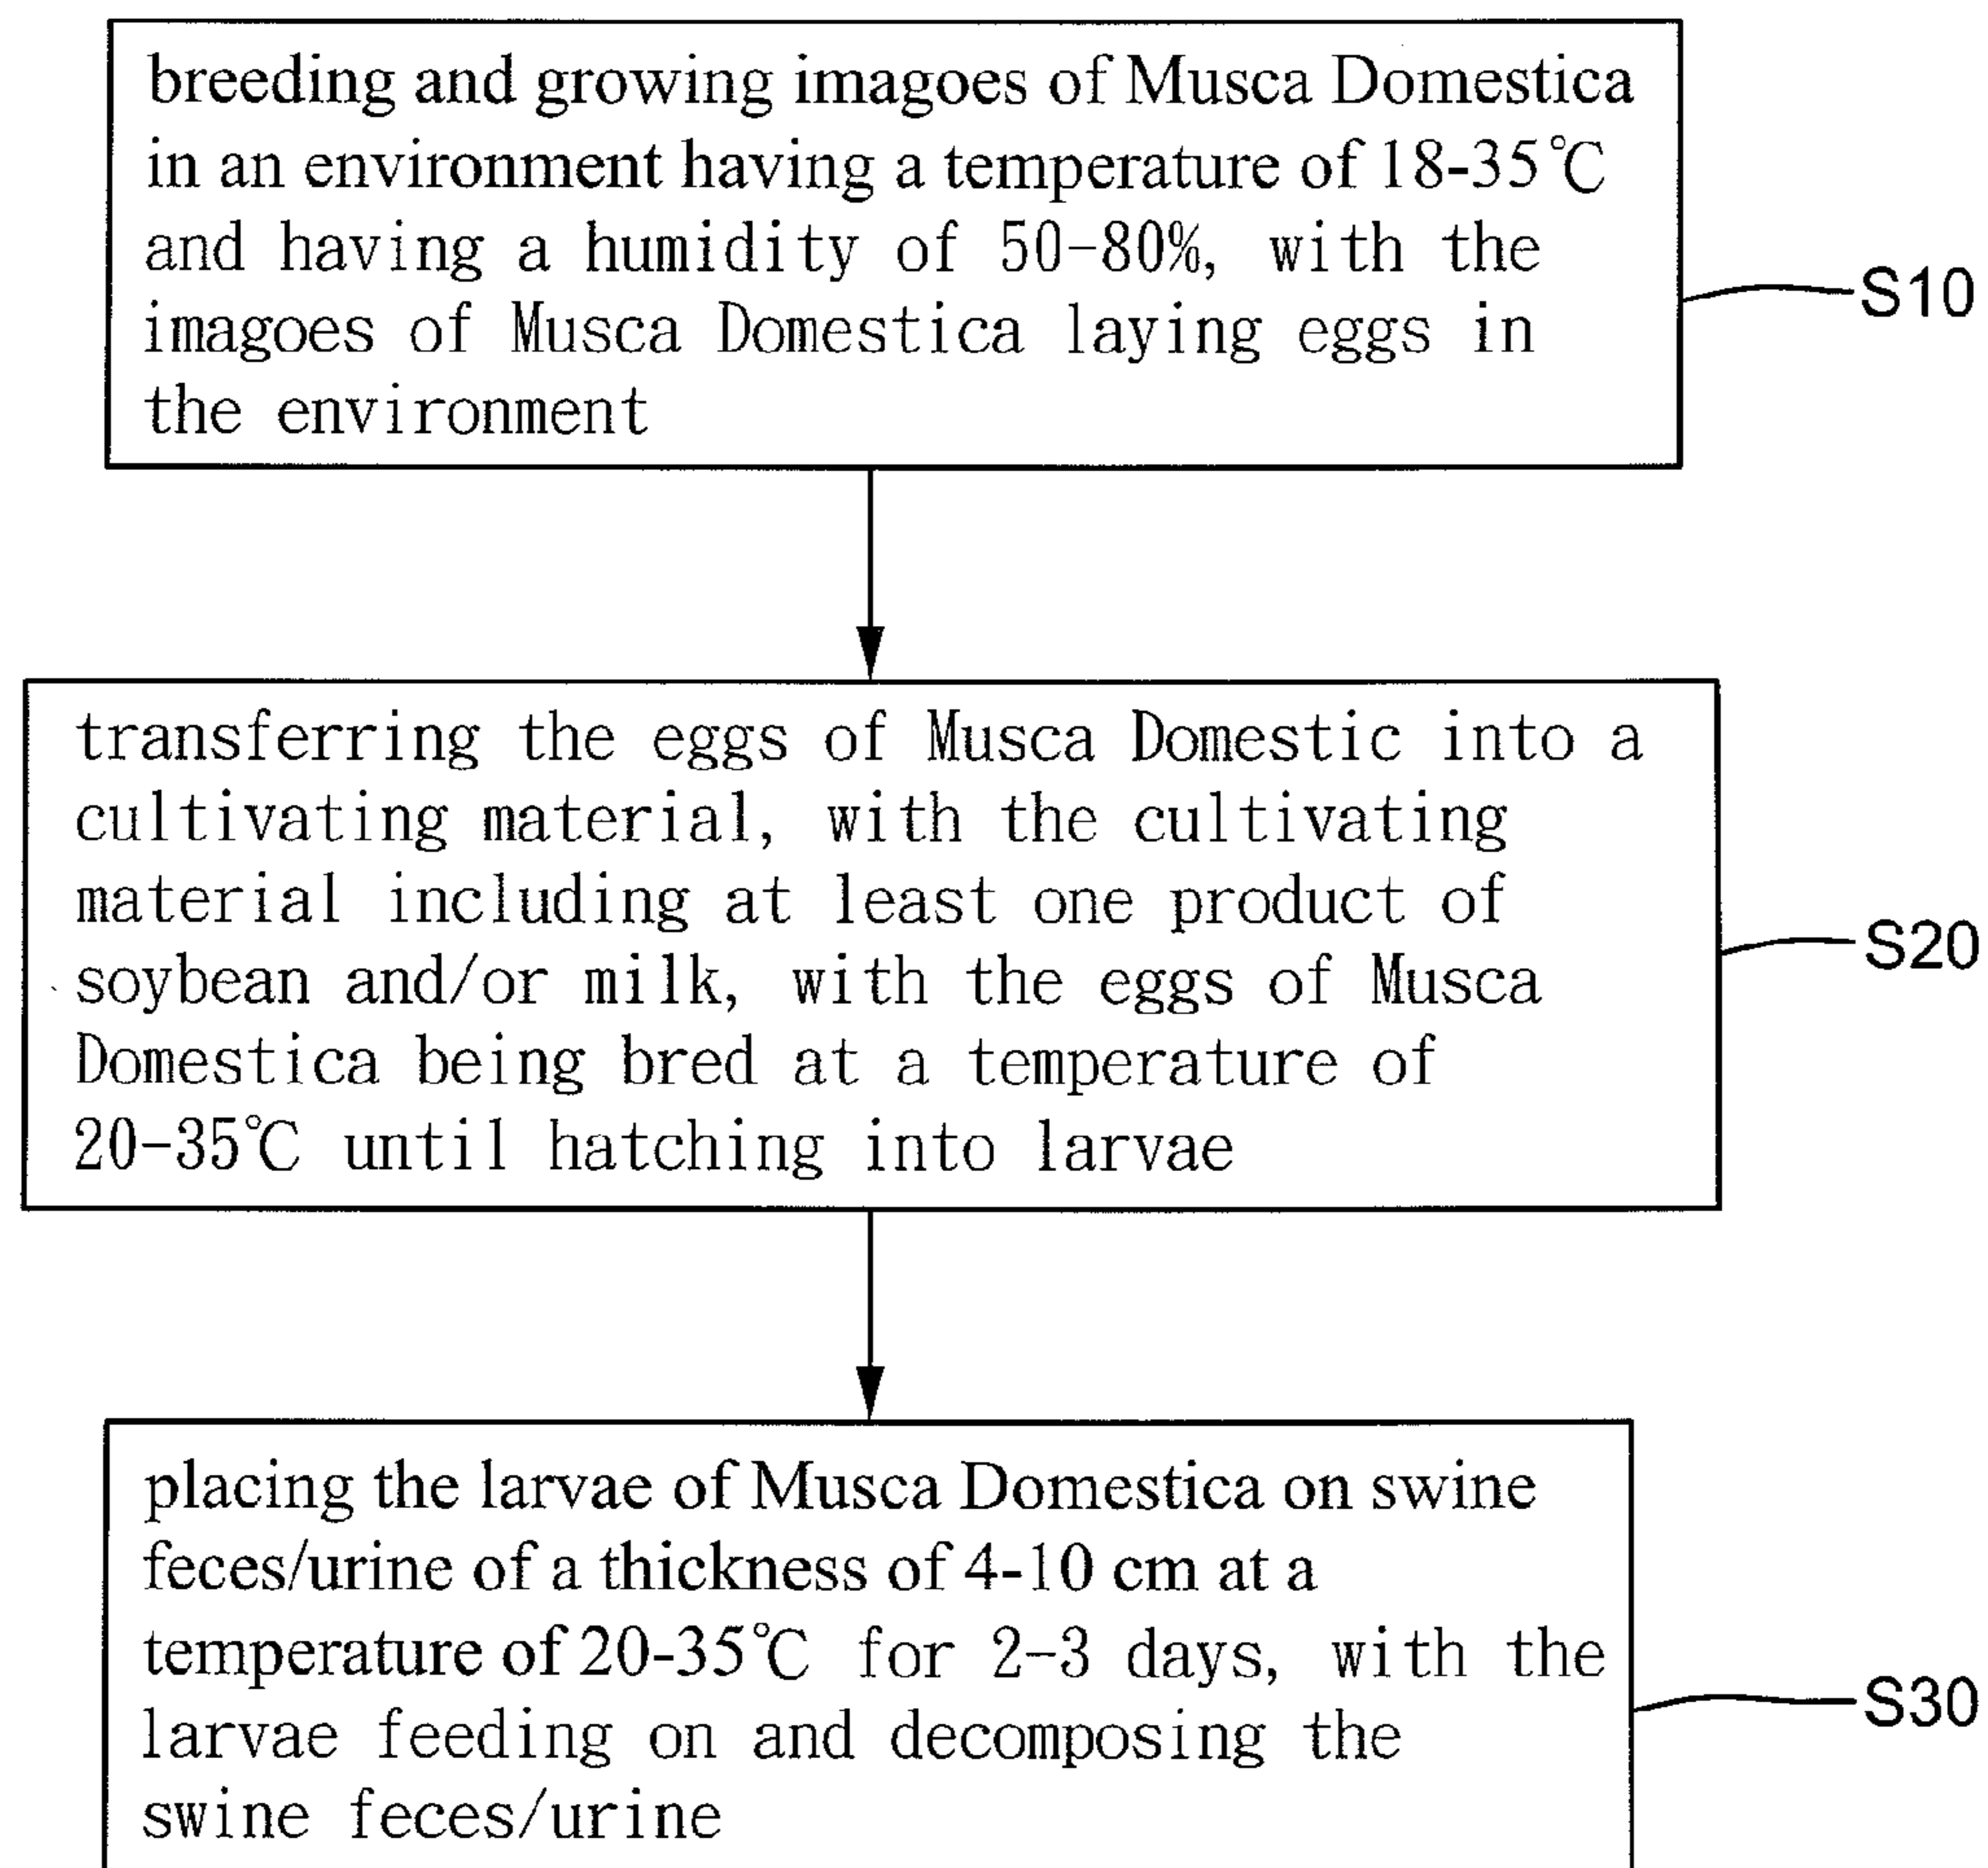 breeding and growing imagoes of Musca Domestica
in an environment having a temperature of 18-35℃
and having a humidity of 50-80%, with the
imagoes of Musca Domestica laying eggs in
the environment
S10
transferring the eggs of Musca Domestic into a
cultivating material, with the cultivating
material including at least one product of
soybean and/or milk, with the eggs of Musca
Domestica being bred at a temperature of
20-35℃ until hatching into larvae
S20
placing the larvae of Musca Domestica on swine
feces/urine of a thickness of 4-10 cm at a
temperature of 20-35℃ for 2-3 days, with the
larvae feeding on and decomposing the
swine feces/urine
S30